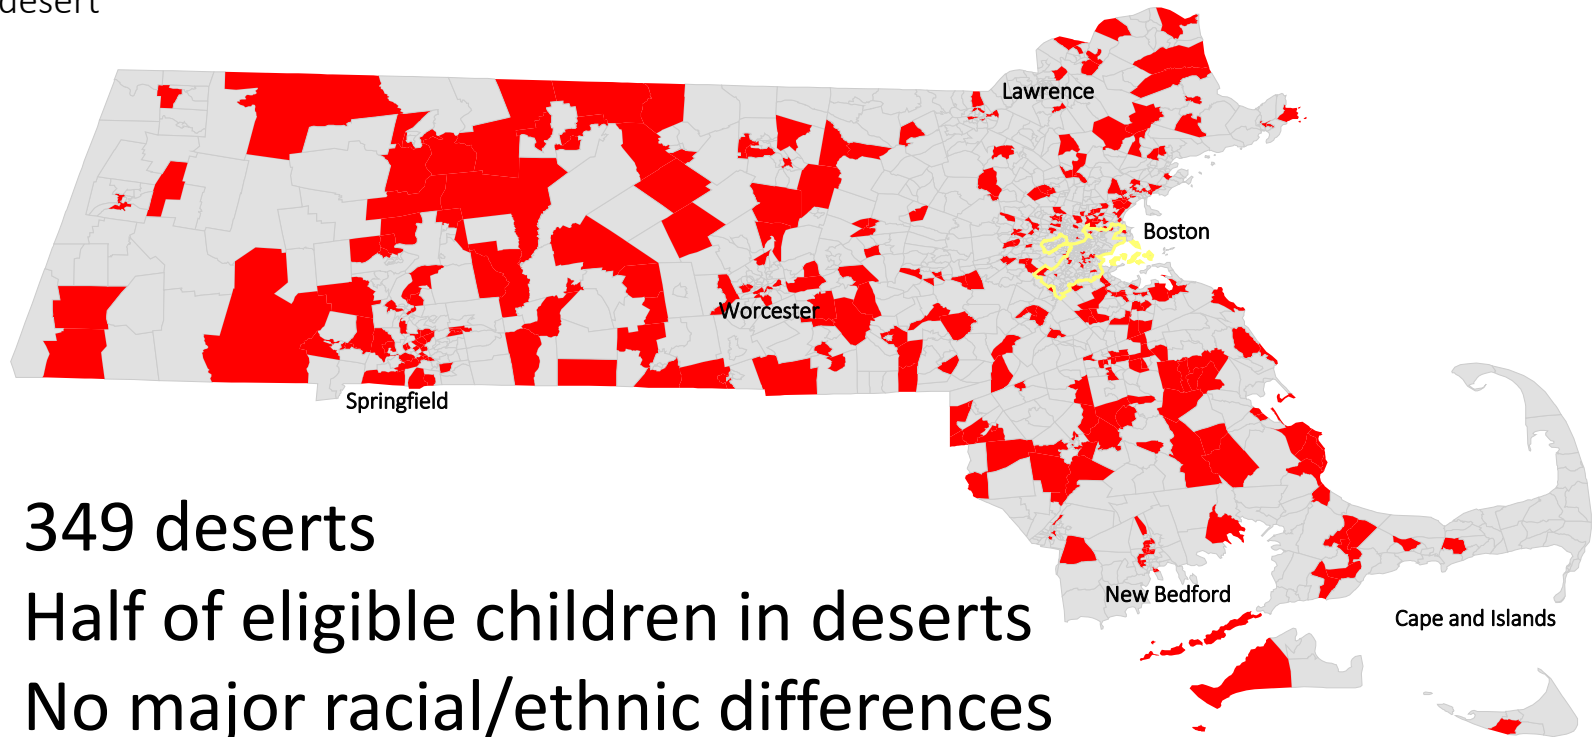 desert
Lawrence
Boston
Worcester
Springfield
349 deserts
Half of eligible children in deserts
New Bedford
Cape and Islands
No major racial/ethnic differences